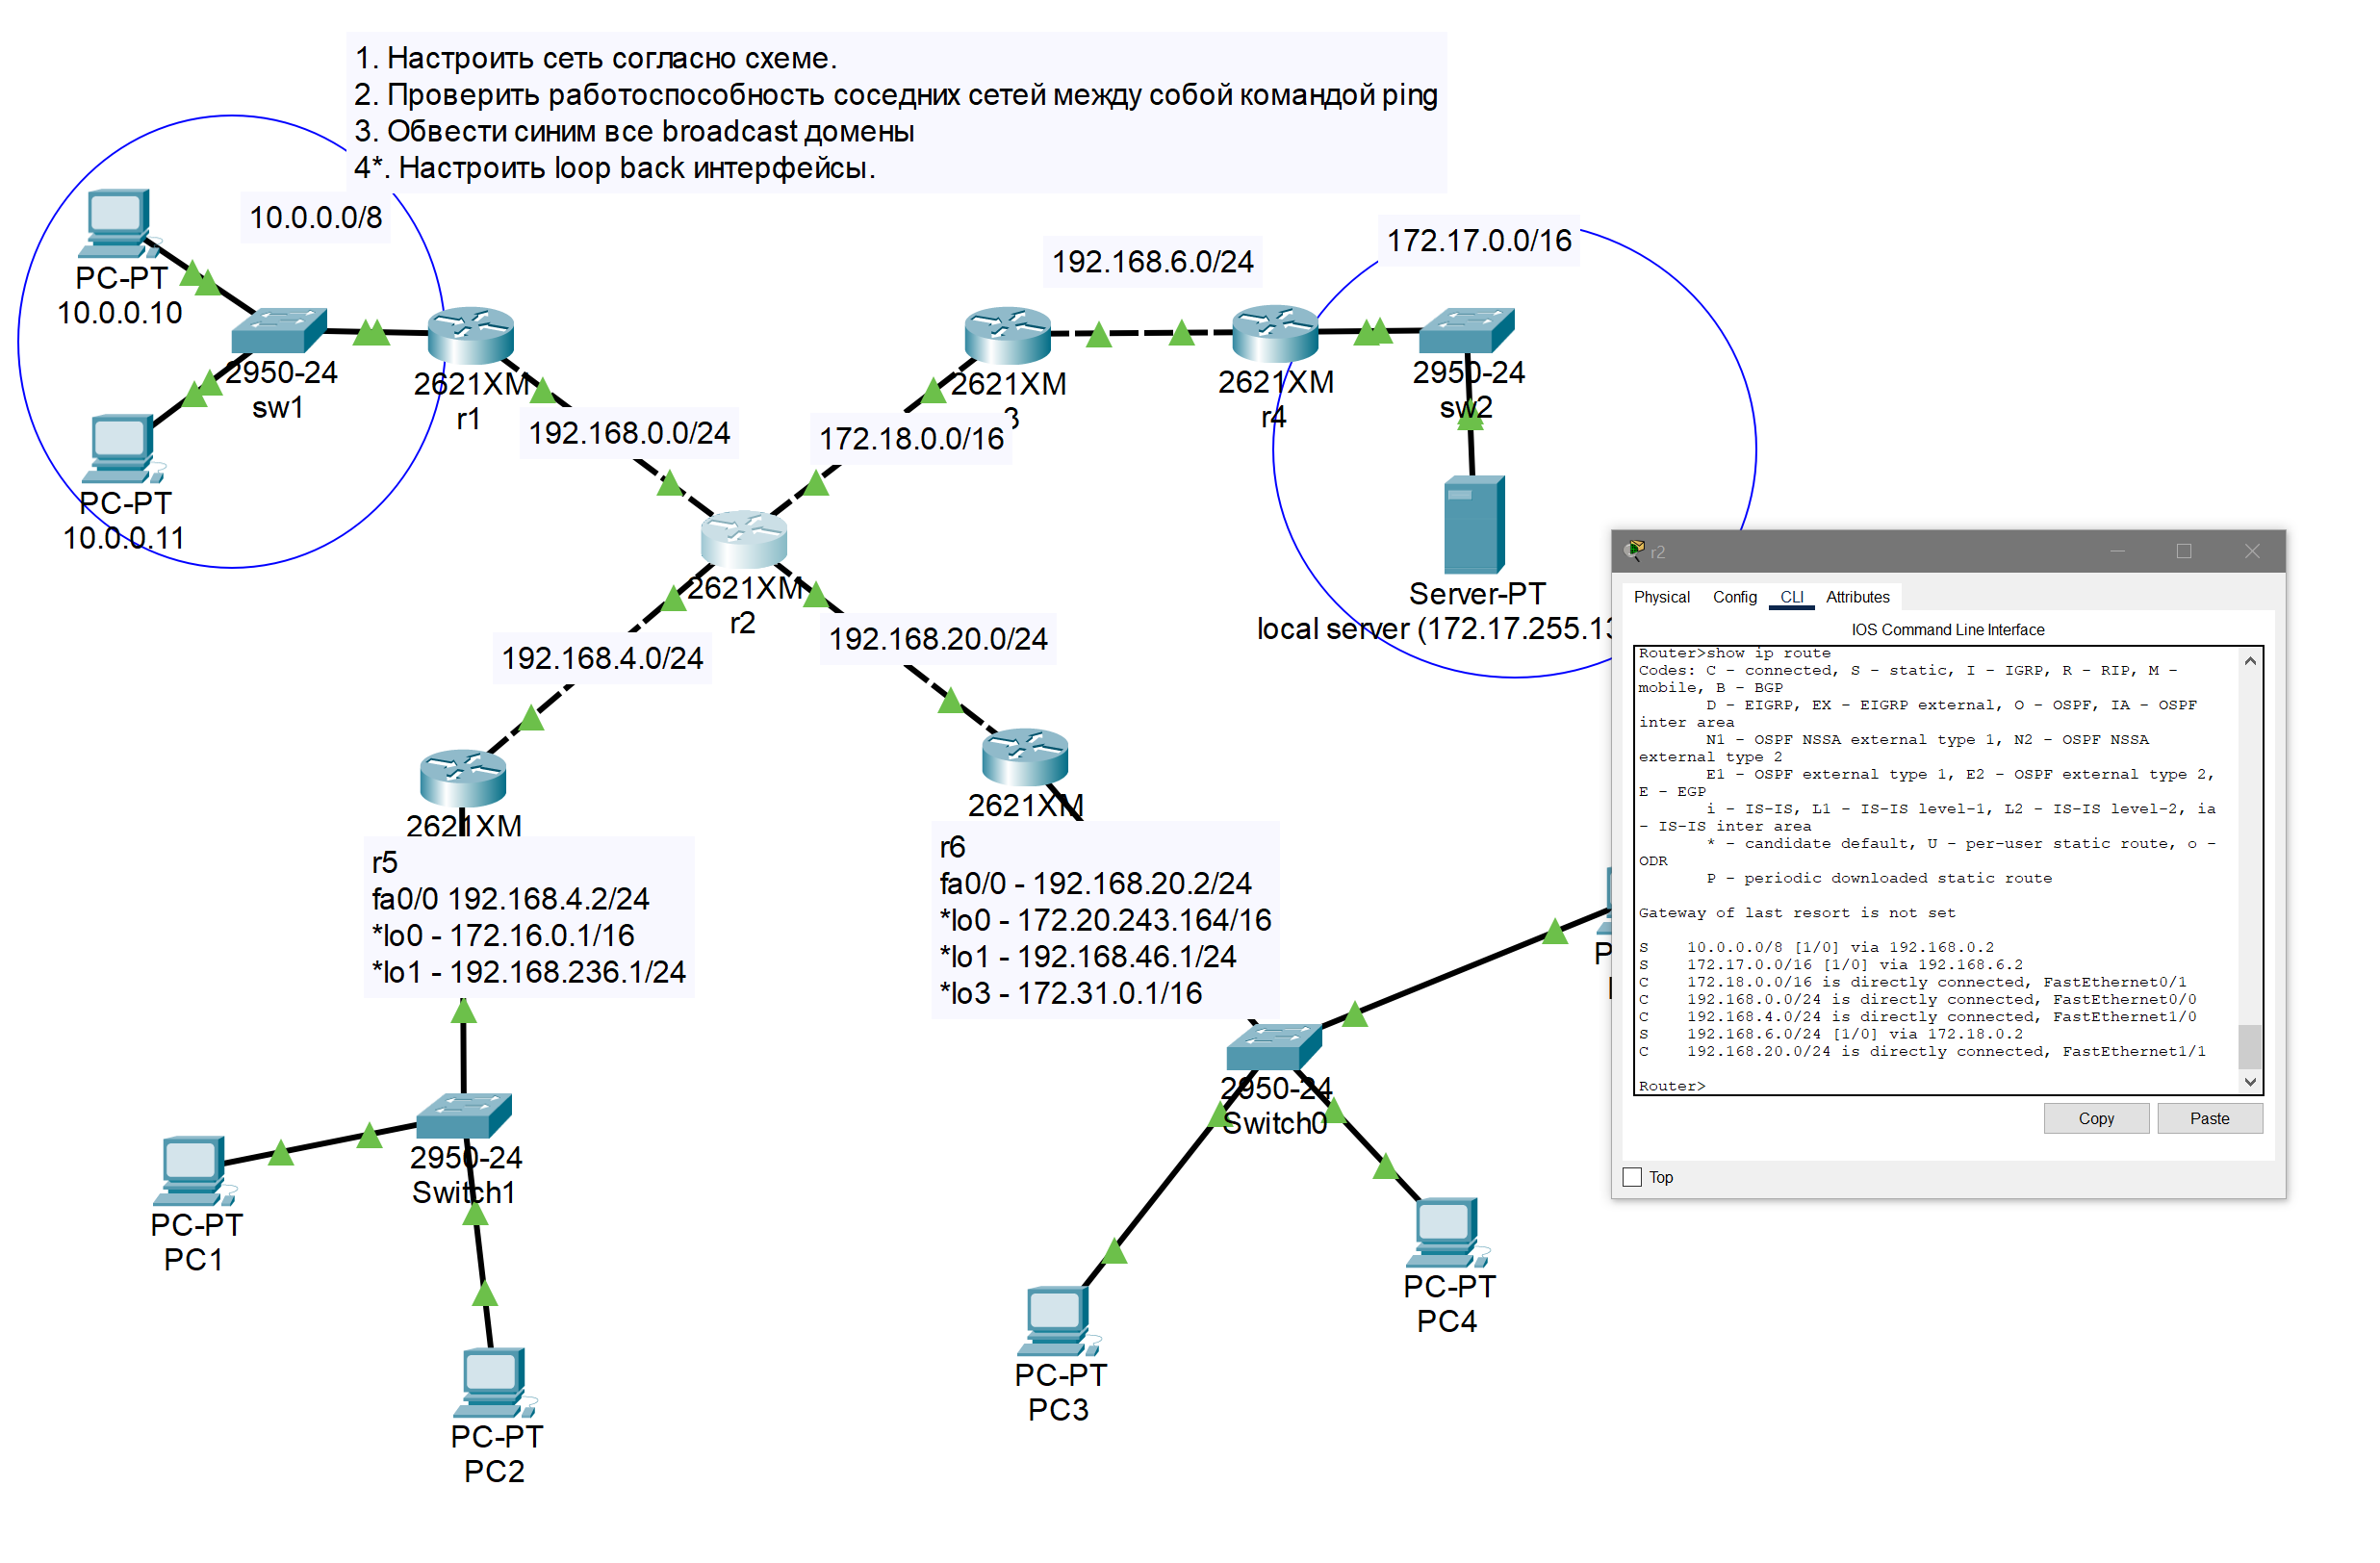 1. Настроить сеть согласно схеме.
2. Проверить работоспособность соседних сетей между собой командой ping
3. Обвести синим все broadcast домены
4*. Настроить loop back интерфейсы.
10.0.0.0/8
PC-PT
10.0.0.10
2950-24
sw1
PC-PT
10.0.0.11
2621XM
r1
192.168.0.0/24
192.168.6.0/24
172.17.0.0/16
2621XM
3
172.18.0.0/16
2621XM
r4
2950-24
sw2
Server-PT
local server (172.17.255.13
2621XM
r2
192.168.4.0/24
192.168.20.0/24
2621XM
r5
fa0/0 192.168.4.2/24
*lo0 - 172.16.0.1/16
*lo1 - 192.168.236.1/24
2621XM
r6
fa0/0 - 192.168.20.2/24
*lo0 - 172.20.243.164/16
*lo1 - 192.168.46.1/24
*lo3 - 172.31.0.1/16
2950-24
Switch1
PC-PT
PC1
PC-PT
PC2
2950-24
Switch0
PC-PT
PC3
PC-PT
PC4
r2
Physical Config CLI Attributes
IOS Command Line Interface
Router>show ip route
Codes: C - connected, S - static, I - IGRP, R - RIP, M -
mobile, B - BGP
D - EIGRP, EX - EIGRP external, O - OSPF, IA - OSPF
inter area
N1 - OSPF NSSA external type 1, N2 - OSPF NSSA
external type 2
E1 - OSPF external type 1, E2 - OSPF external type 2,
E - EGP
i - IS-IS, L1 - IS-IS level-1, L2 - IS-IS level-2, ia
- IS-IS inter area
* - candidate default, U - per-user static route, o -
ODR
P - periodic downloaded static route
Gateway of last resort is not set
S 10.0.0.0/8 [1/0] via 192.168.0.2
S 172.17.0.0/16 [1/0] via 192.168.6.2
C 172.18.0.0/16 is directly connected, FastEthernet0/1
C 192.168.0.0/24 is directly connected, FastEthernet0/0
C 192.168.4.0/24 is directly connected, FastEthernet1/0
S 192.168.6.0/24 [1/0] via 172.18.0.2
C 192.168.20.0/24 is directly connected, FastEthernet1/1
Router>
Copy Paste
Top